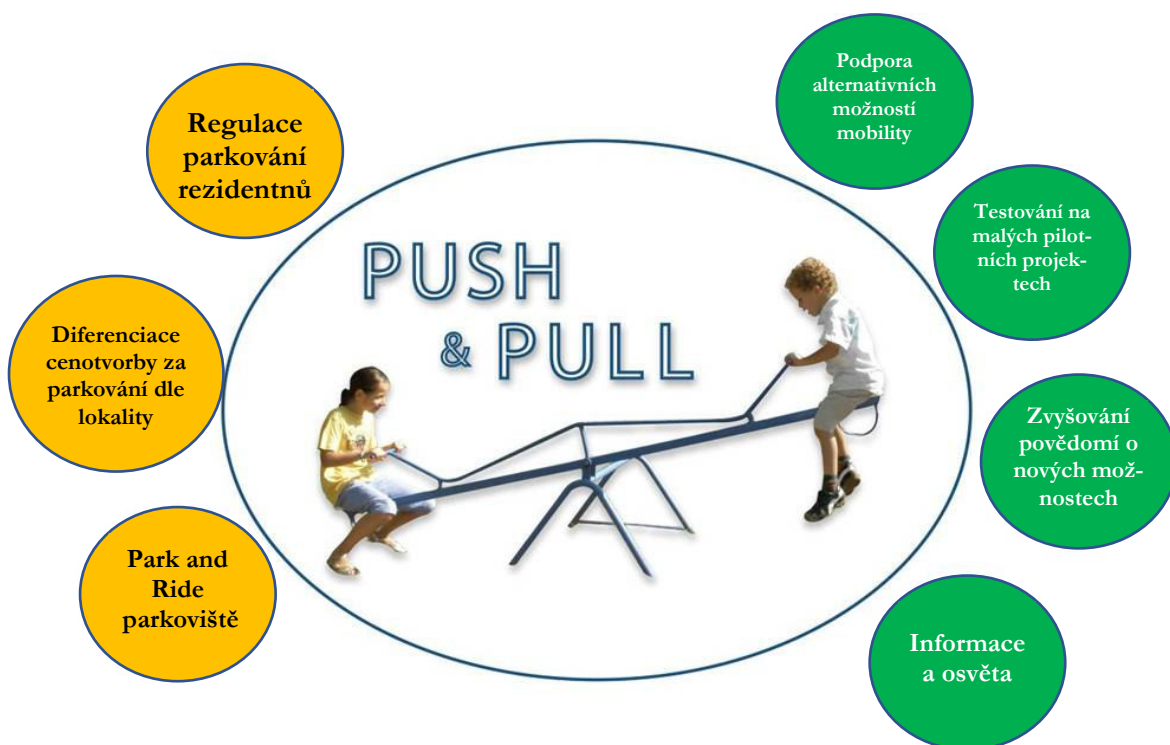 Regulace
parkování
rezidentnů
Diferenciace
cenotvorby za
parkování dle
lokality
Park and
Ride
parkoviště
PUSH
& PULL
Podpora
alternativních
možností
mobility
Testování na
malých pilot-
ních projek-
tech
Zvyšování
povědomí o
nových mož-
nostech
Informace
a osvěta